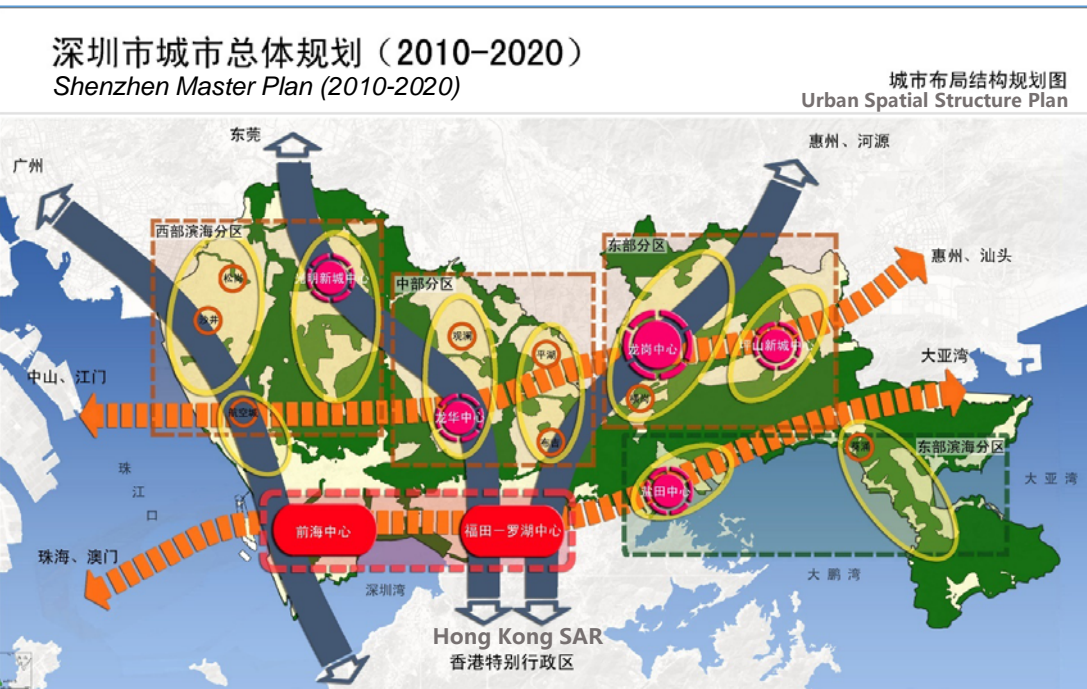 深圳市城市总体规划（2010-2020）
Shenzhen Master Plan (2010-2020)
城市布局结构规划图
Urban Spatial Structure Plan
东莞
广州
惠州、河源
西部滨海分区
东部分区
惠州、汕头
松岗
光明新城中心
中部分区
沙井
观澜
平湖
龙岗中心
坪山新城中心
大亚湾
中山、江门
横岗
航空城
龙华中心
布吉
葵涌
东部滨海分区
珠江口
盐田中心
大亚湾
前海中心
福田－罗湖中心
珠海、澳门
深圳湾
大鹏湾
Hong Kong SAR
香港特别行政区